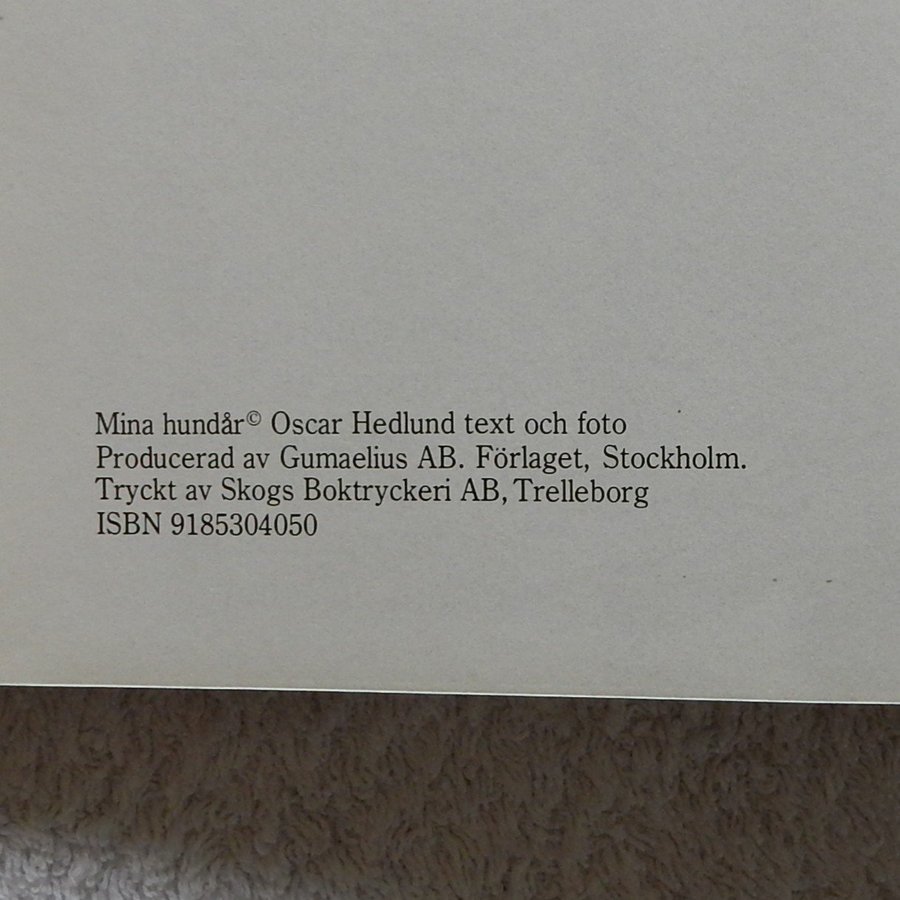 Mina hundår© Oscar Hedlund text och foto
Producerad av Gumaelius AB. Förlaget, Stockholm.
Tryckt av Skogs Boktryckeri AB, Trelleborg
ISBN 9185304050